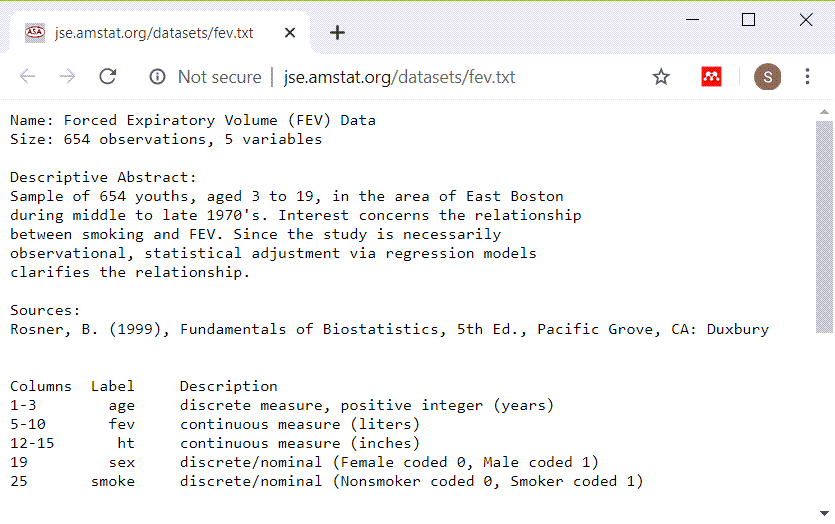 ASA jse.amstat.org/datasets/fev.txt
Not secure | jse.amstat.org/datasets/fev.txt S
Name: Forced Expiratory Volume (FEV) Data
Size: 654 observations, 5 variables
Descriptive Abstract:
Sample of 654 youths, aged 3 to 19, in the area of East Boston
during middle to late 1970's. Interest concerns the relationship
between smoking and FEV. Since the study is necessarily
observational, statistical adjustment via regression models
clarifies the relationship.
Sources:
Rosner, B. (1999), Fundamentals of Biostatistics, 5th Ed., Pacific Grove, CA: Duxbury
Columns Label Description
1-3 age discrete measure, positive integer (years)
5-10 fev continuous measure (liters)
12-15 ht continuous measure (inches)
19 sex discrete/nominal (Female coded 0, Male coded 1)
25 smoke discrete/nominal (Nonsmoker coded 0, Smoker coded 1)